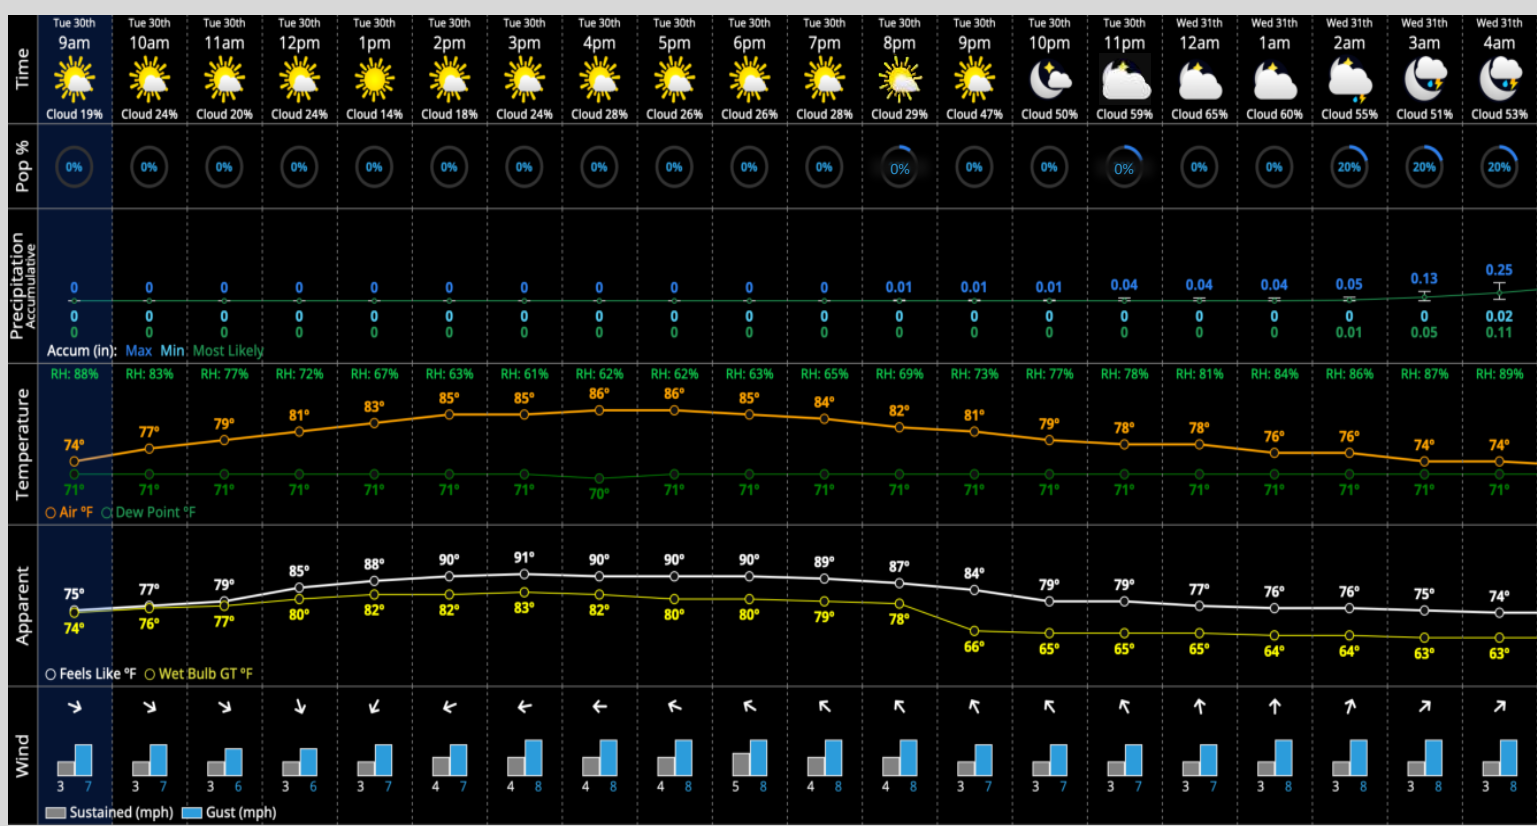 Tue 30th Tue 30th Tue 30th Tue 30th Tue 30th Tue 30th Tue 30th Tue 30th Tue 30th Tue 30th Tue 30th Tue 30th Tue 30th Tue 30th Tue 30th Wed 31th Wed 31th Wed 31th Wed 31th Wed 31th
Time
9am 10am 11am 12pm 1pm 2pm 3pm 4pm 5pm 6pm 7pm 8pm 9pm 10pm 11pm 12am 1am 2am 3am 4am
Cloud 19% Cloud 24% Cloud 20% Cloud 24% Cloud 14% Cloud 18% Cloud 24% Cloud 28% Cloud 26% Cloud 26% Cloud 28% Cloud 29% Cloud 47% Cloud 50% Cloud 59% Cloud 65% Cloud 60% Cloud 55% Cloud 51% Cloud 53%
Pop %
0% 0% 0% 0% 0% 0% 0% 0% 0% 0% 0% 0% 0% 0% 0% 0% 0% 20% 20% 20%
Precipitation
Accumulative
0 0 0 0 0 0 0 0 0 0 0 0.01 0.01 0.01 0.04 0.04 0.04 0.05 0.13 0.25
0 0 0 0 0 0 0 0 0 0 0 0 0 0 0 0 0 0 0 0.02
0 0 0 0 0 0 0 0 0 0 0 0 0 0 0 0 0 0.01 0.05 0.11
Accum (in): Max Min Most Likely
Temperature
RH: 88% RH: 83% RH: 77% RH: 72% RH: 67% RH: 63% RH: 61% RH: 62% RH: 62% RH: 63% RH: 65% RH: 69% RH: 73% RH: 77% RH: 78% RH: 81% RH: 84% RH: 86% RH: 87% RH: 89%
74° 77° 79° 81° 83° 85° 85° 86° 86° 85° 84° 82° 81° 79° 78° 78° 76° 76° 74° 74°
71° 71° 71° 71° 71° 71° 71° 70° 71° 71° 71° 71° 71° 71° 71° 71° 71° 71° 71° 71°
Air ºF Dew Point ºF
Apparent
75° 77° 79° 85° 88° 90° 91° 90° 90° 90° 89° 87° 84° 79° 79° 77° 76° 76° 75° 74°
74° 76° 77° 80° 82° 82° 83° 82° 80° 80° 79° 78° 66° 65° 65° 65° 64° 64° 63° 63°
Feels Like ºF Wet Bulb GT ºF
Wind
3 7 3 7 3 6 3 6 3 7 4 7 4 8 4 8 4 8 5 8 4 8 4 8 3 7 3 7 3 7 3 7 3 8 3 8 3 8 3 8
Sustained (mph) Gust (mph)